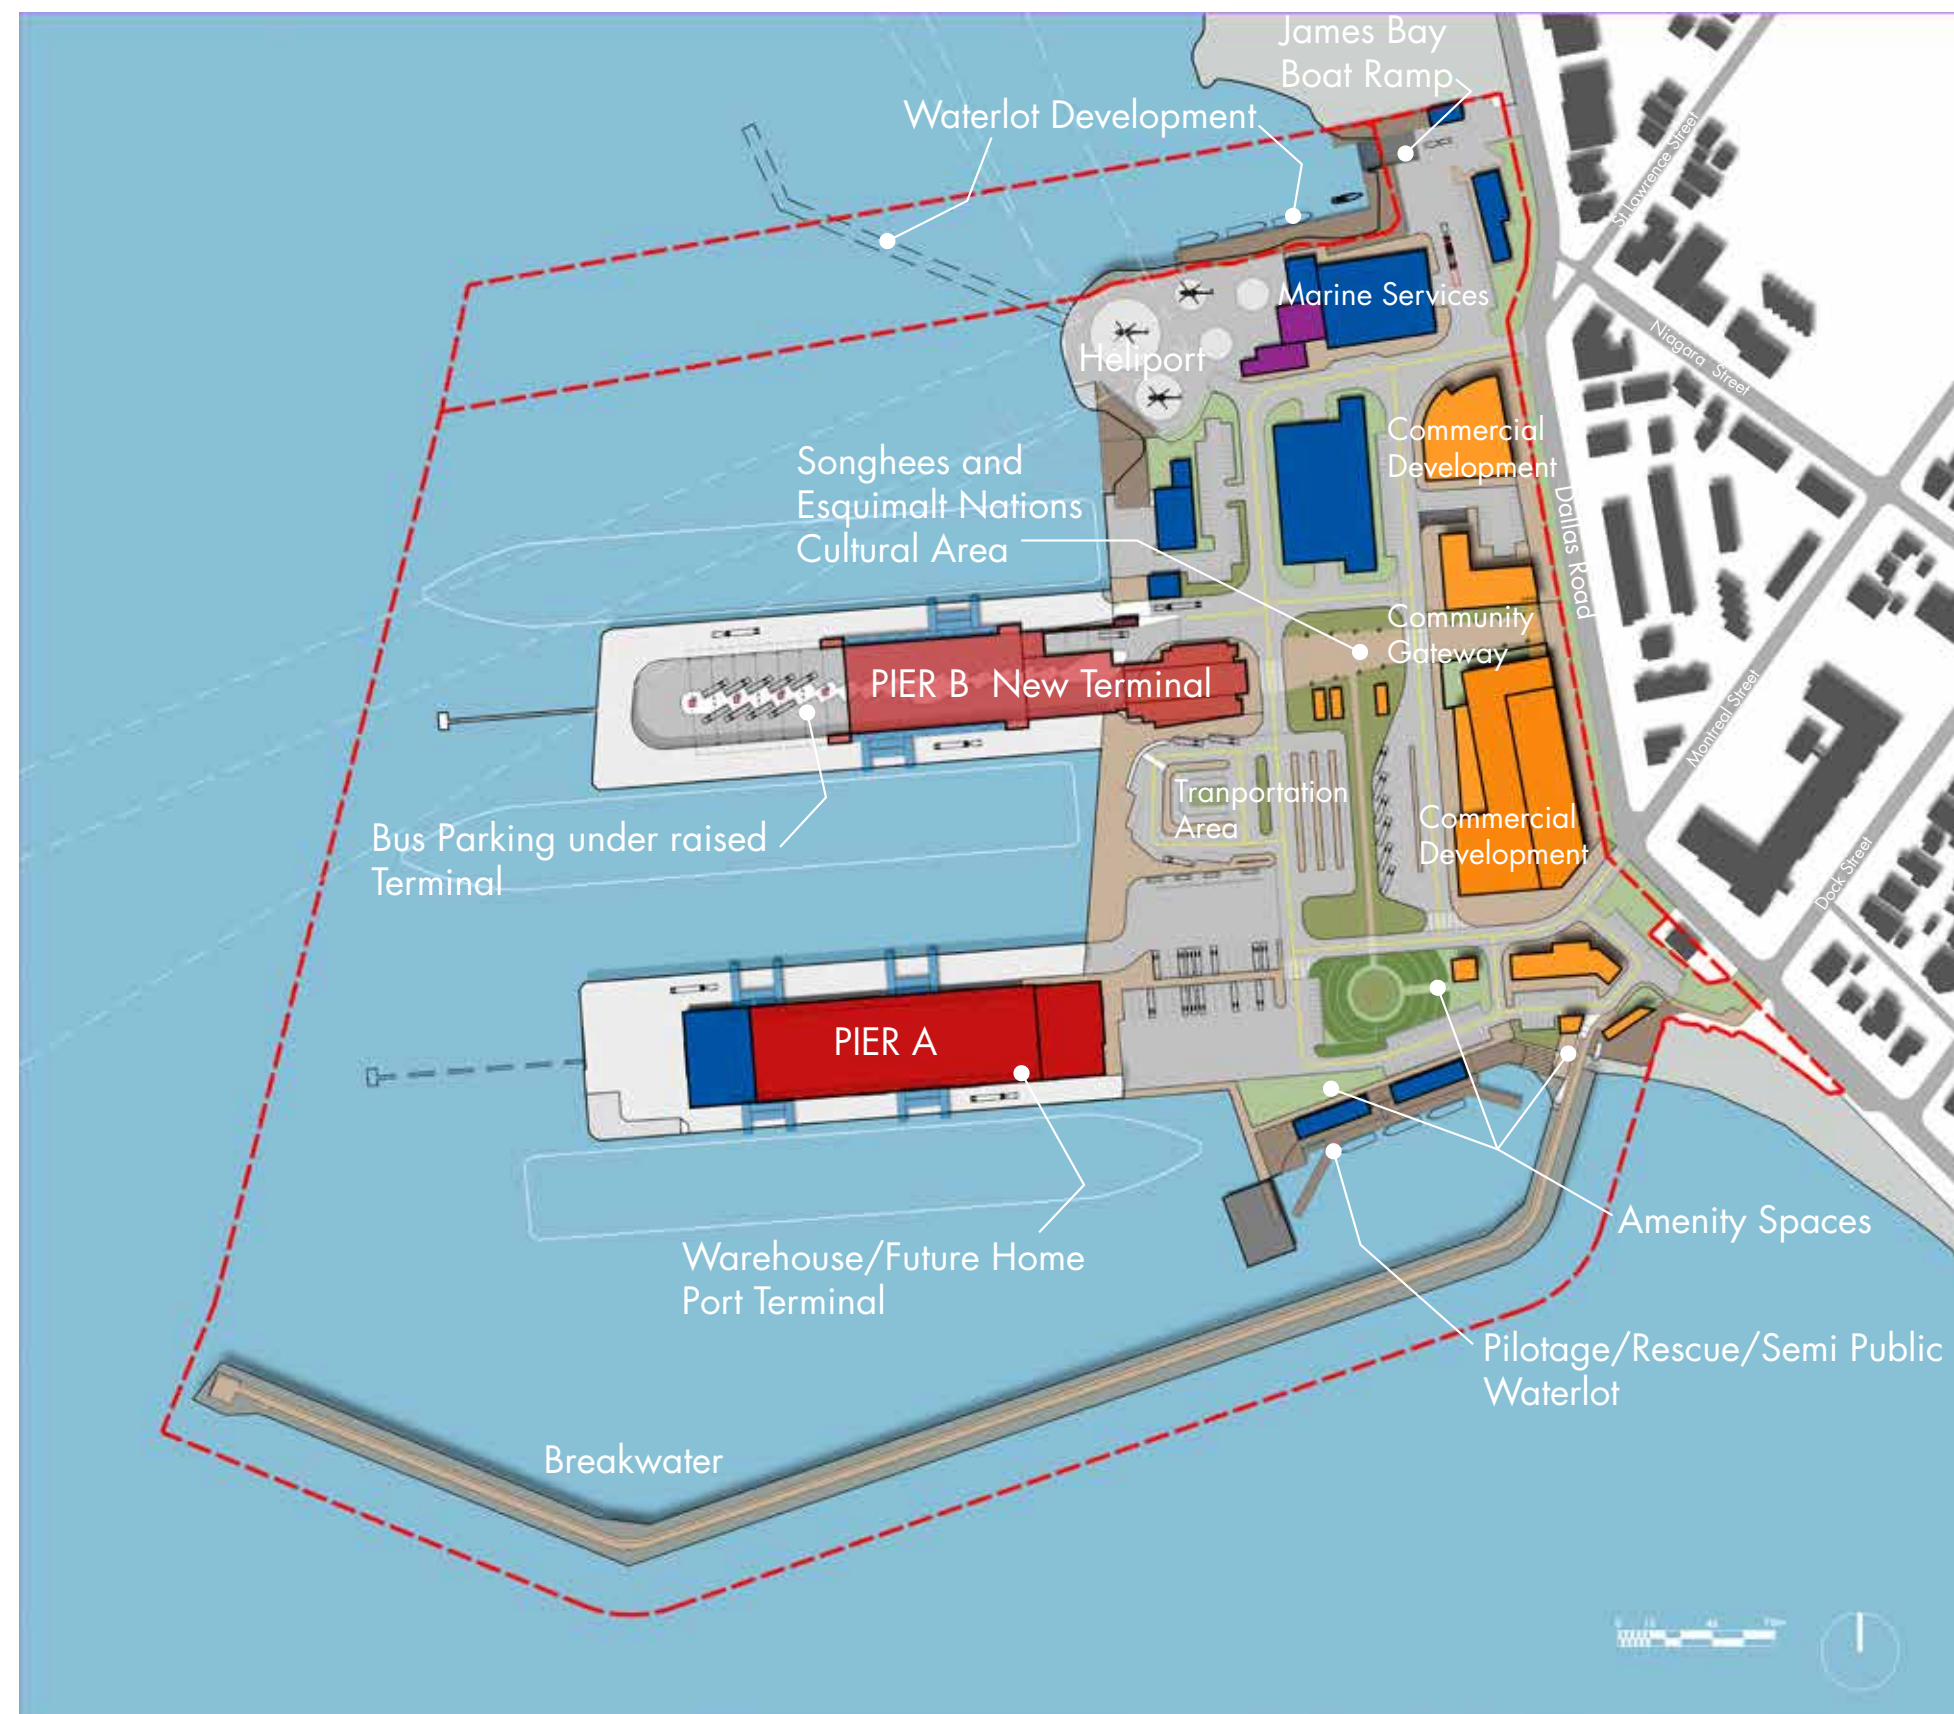 James Bay
Boat Ramp
Waterlot Development
St Lawrence Street
Marine Services
Niagara Street
Heliport
Commercial
Development
Songhees and
Esquimalt Nations
Cultural Area
Dallas Road
Community
Gateway
PIER B New Terminal
Montreal Street
Tranportation
Area
Commercial
Development
Bus Parking under raised
Terminal
Dock Street
PIER A
Amenity Spaces
Warehouse/Future Home
Port Terminal
Pilotage/Rescue/Semi Public
Waterlot
Breakwater